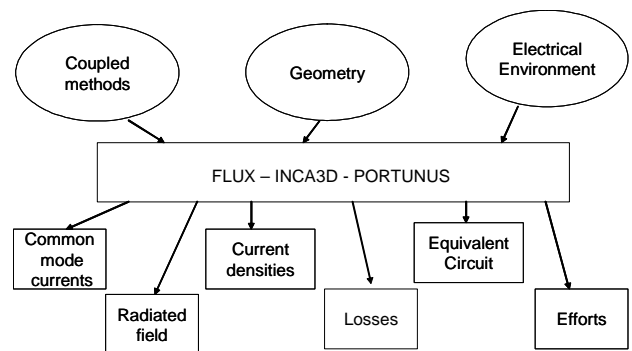 Coupled
methods
Geometry
Electrical
Environment
FLUX – INCA3D - PORTUNUS
Common
mode
currents
Radiated
field
Current
densities
Losses
Equivalent
Circuit
Efforts